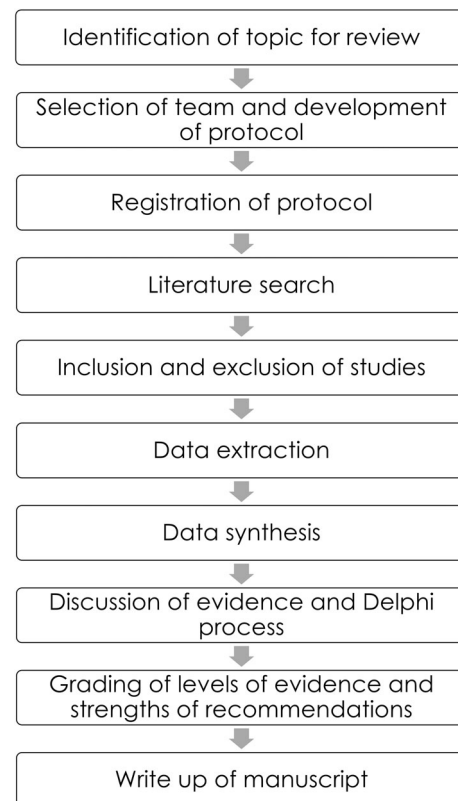 Identification of topic for review
Selection of team and development
of protocol
Registration of protocol
Literature search
Inclusion and exclusion of studies
Data extraction
Data synthesis
Discussion of evidence and Delphi
process
Grading of levels of evidence and
strengths of recommendations
Write up of manuscript